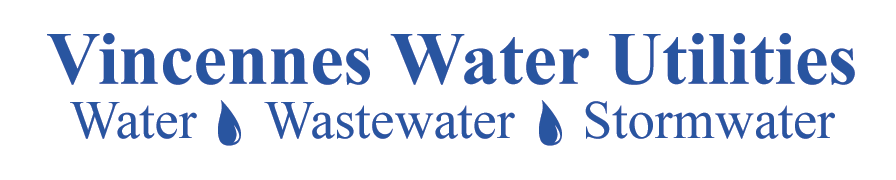 Vincennes Water Utilities
Water Wastewater Stormwater